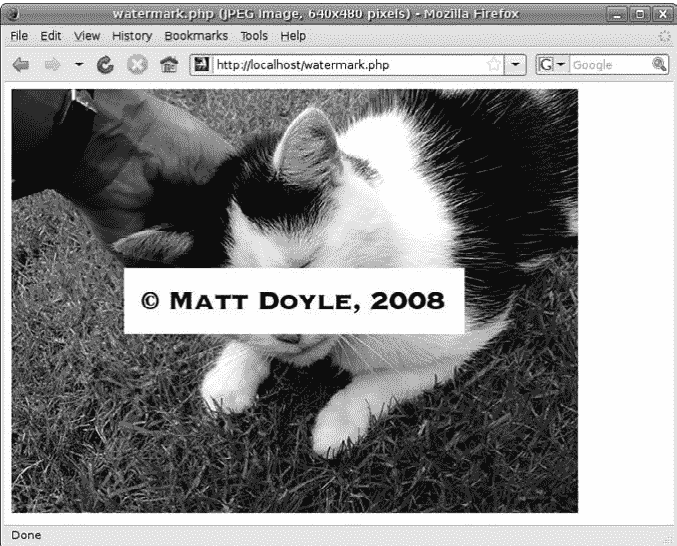 watermark.php (JPEG Image, 640x480 pixels) - Mozilla Firefox
File Edit View History Bookmarks Tools Help
http://localhost/watermark.php
G
Google
© MATT DOYLE, 2008
Done